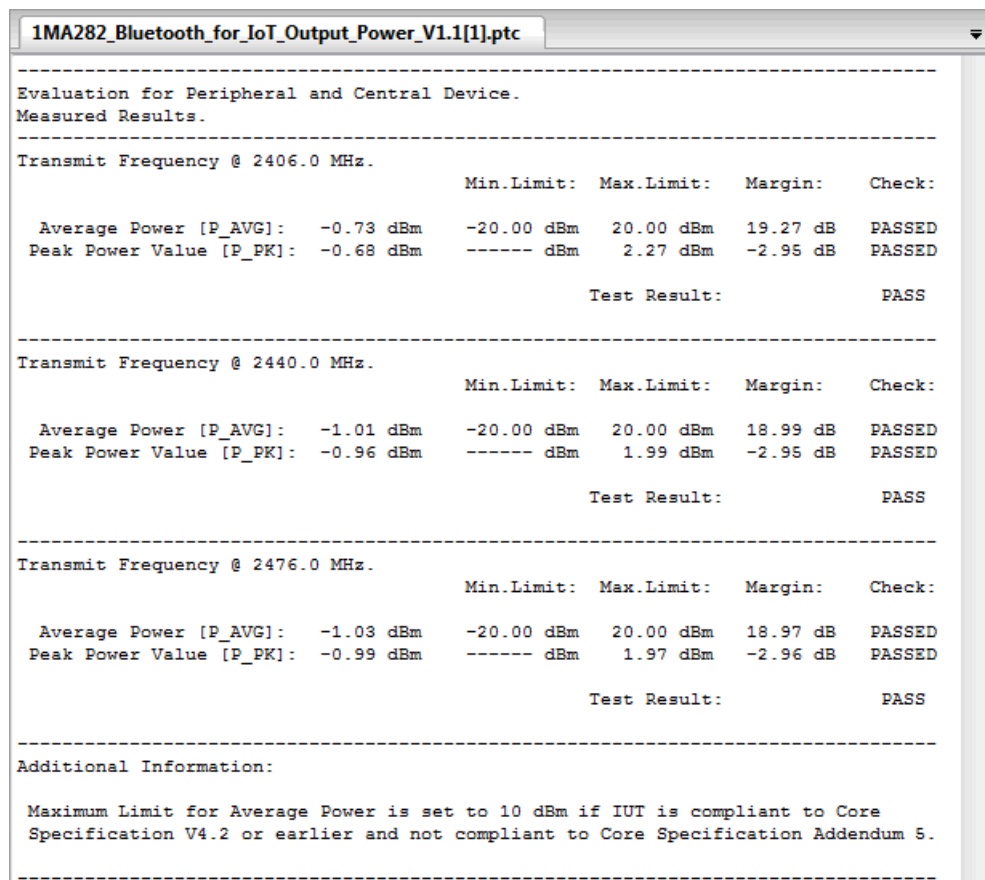 1MA282_Bluetooth_for_IoT_Output_Power_V1.1[1].ptc
--------------------------------------------------------------------------------
Evaluation for Peripheral and Central Device.
Measured Results.
--------------------------------------------------------------------------------
Transmit Frequency @ 2406.0 MHz.
Min.Limit: Max.Limit: Margin: Check:
Average Power [P_AVG]: -0.73 dBm -20.00 dBm 20.00 dBm 19.27 dB PASSED
Peak Power Value [P_PK]: -0.68 dBm ------ dBm 2.27 dBm -2.95 dB PASSED
Test Result: PASS
--------------------------------------------------------------------------------
Transmit Frequency @ 2440.0 MHz.
Min.Limit: Max.Limit: Margin: Check:
Average Power [P_AVG]: -1.01 dBm -20.00 dBm 20.00 dBm 18.99 dB PASSED
Peak Power Value [P_PK]: -0.96 dBm ------ dBm 1.99 dBm -2.95 dB PASSED
Test Result: PASS
--------------------------------------------------------------------------------
Transmit Frequency @ 2476.0 MHz.
Min.Limit: Max.Limit: Margin: Check:
Average Power [P_AVG]: -1.03 dBm -20.00 dBm 20.00 dBm 18.97 dB PASSED
Peak Power Value [P_PK]: -0.99 dBm ------ dBm 1.97 dBm -2.96 dB PASSED
Test Result: PASS
--------------------------------------------------------------------------------
Additional Information:
Maximum Limit for Average Power is set to 10 dBm if IUT is compliant to Core
Specification V4.2 or earlier and not compliant to Core Specification Addendum 5.
--------------------------------------------------------------------------------